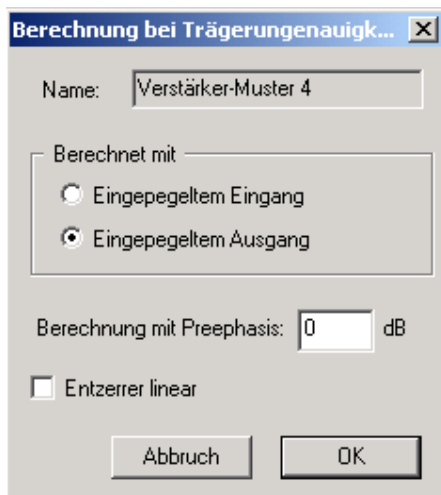 Berechnung bei Trägerungenauigk...
Name: Verstärker-Muster 4
Berechnet mit
Eingepegeltem Eingang
Eingepegeltem Ausgang
Berechnung mit Preephasis: 0 dB
Entzerrer linear
Abbruch OK